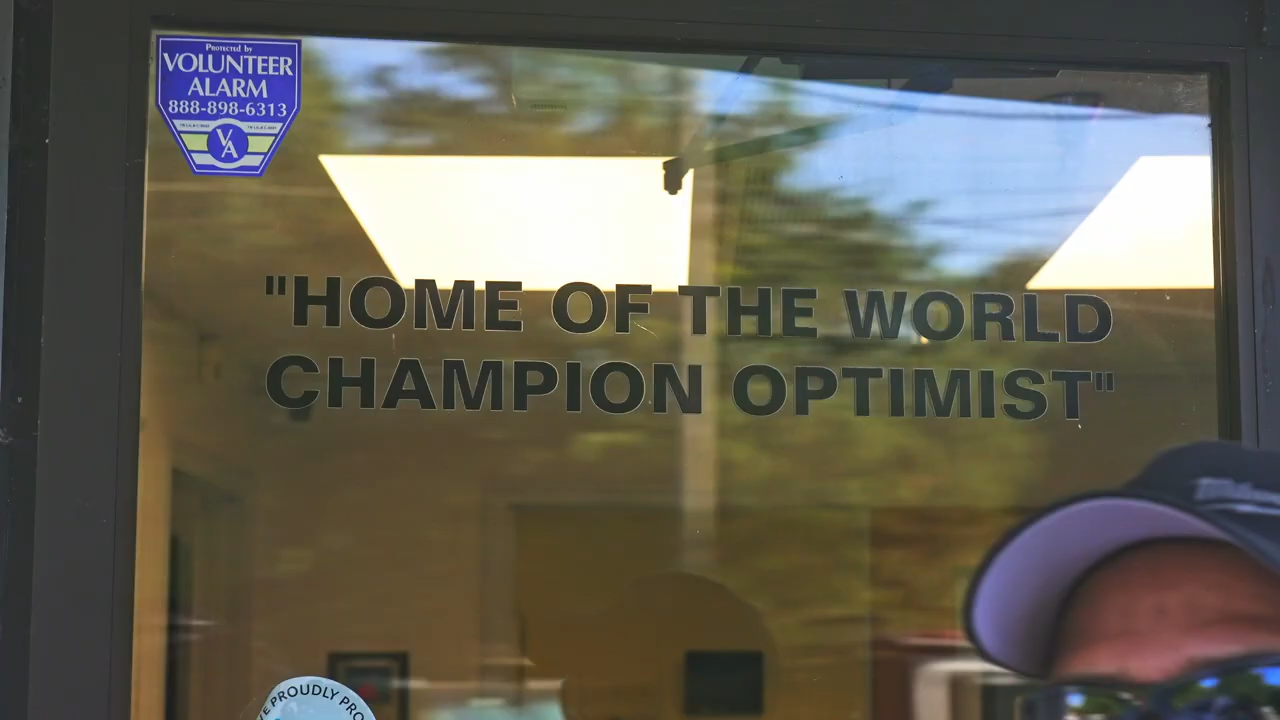 Protected by
VOLUNTEER
ALARM
888-898-6313
VA
"HOME OF THE WORLD
CHAMPION OPTIMIST"
PROUDLY